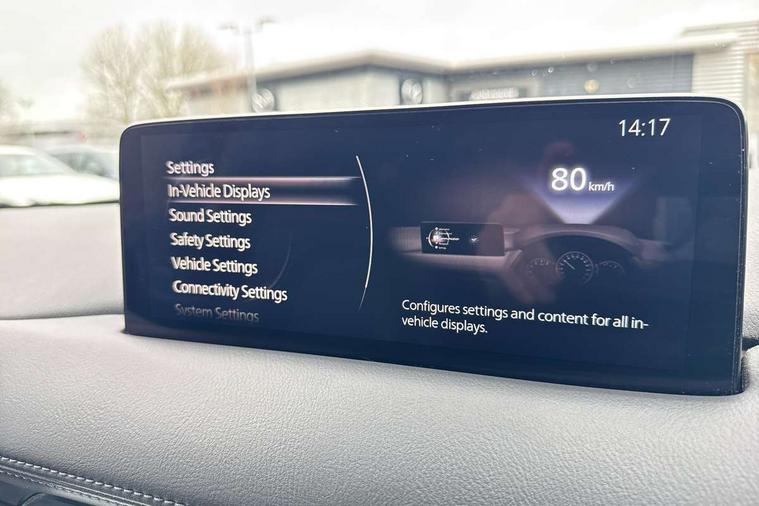 14:17
Settings
In-Vehicle Displays
Sound Settings
Safety Settings
Vehicle Settings
Connectivity Settings
System Settings
80 km/h
Configures settings and content for all in-
vehicle displays.